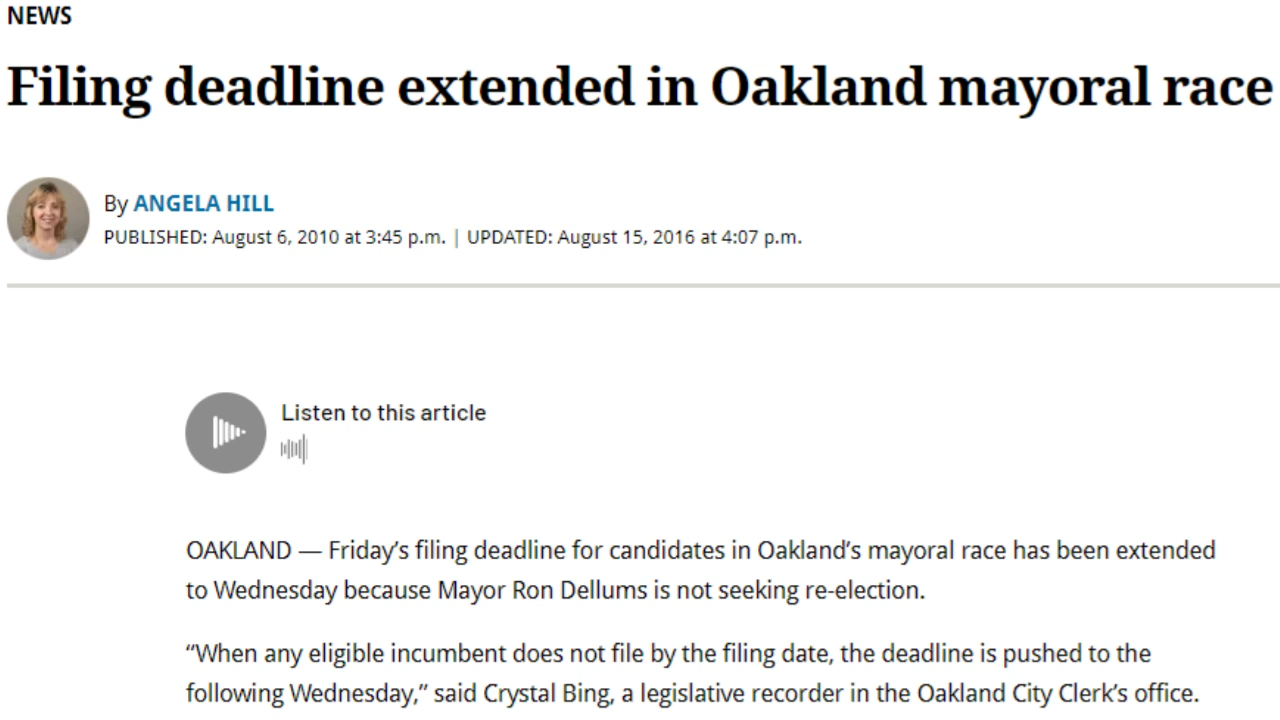 NEWS
Filing deadline extended in Oakland mayoral race
By ANGELA HILL
PUBLISHED: August 6, 2010 at 3:45 p.m. | UPDATED: August 15, 2016 at 4:07 p.m.
Listen to this article
OAKLAND — Friday’s filing deadline for candidates in Oakland’s mayoral race has been extended
to Wednesday because Mayor Ron Dellums is not seeking re-election.
“When any eligible incumbent does not file by the filing date, the deadline is pushed to the
following Wednesday,” said Crystal Bing, a legislative recorder in the Oakland City Clerk’s office.